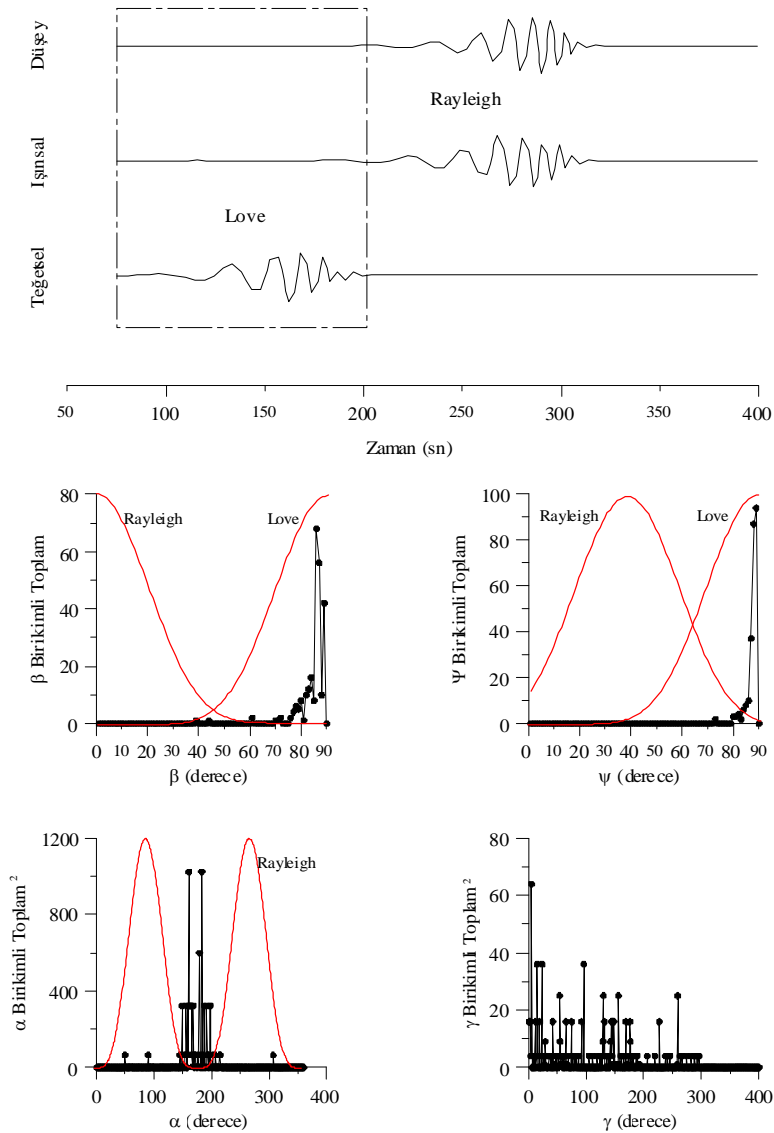 Düşey
Rayleigh
Işınsal
Love
Teğetsel
50 100 150 200 250 300 350 400
Zaman (sn)
80
60
40
20
0
β Birikimli Toplam
Rayleigh Love
0 10 20 30 40 50 60 70 80 90
β (derece)
100
80
60
40
20
0
Ψ Birikimli Toplam
Rayleigh Love
0 10 20 30 40 50 60 70 80 90
ψ (derece)
1200
800
400
0
α Birikimli Toplam²
Rayleigh
0 100 200 300 400
α (derece)
80
60
40
20
0
γ Birikimli Toplam²
0 100 200 300 400
γ (derece)